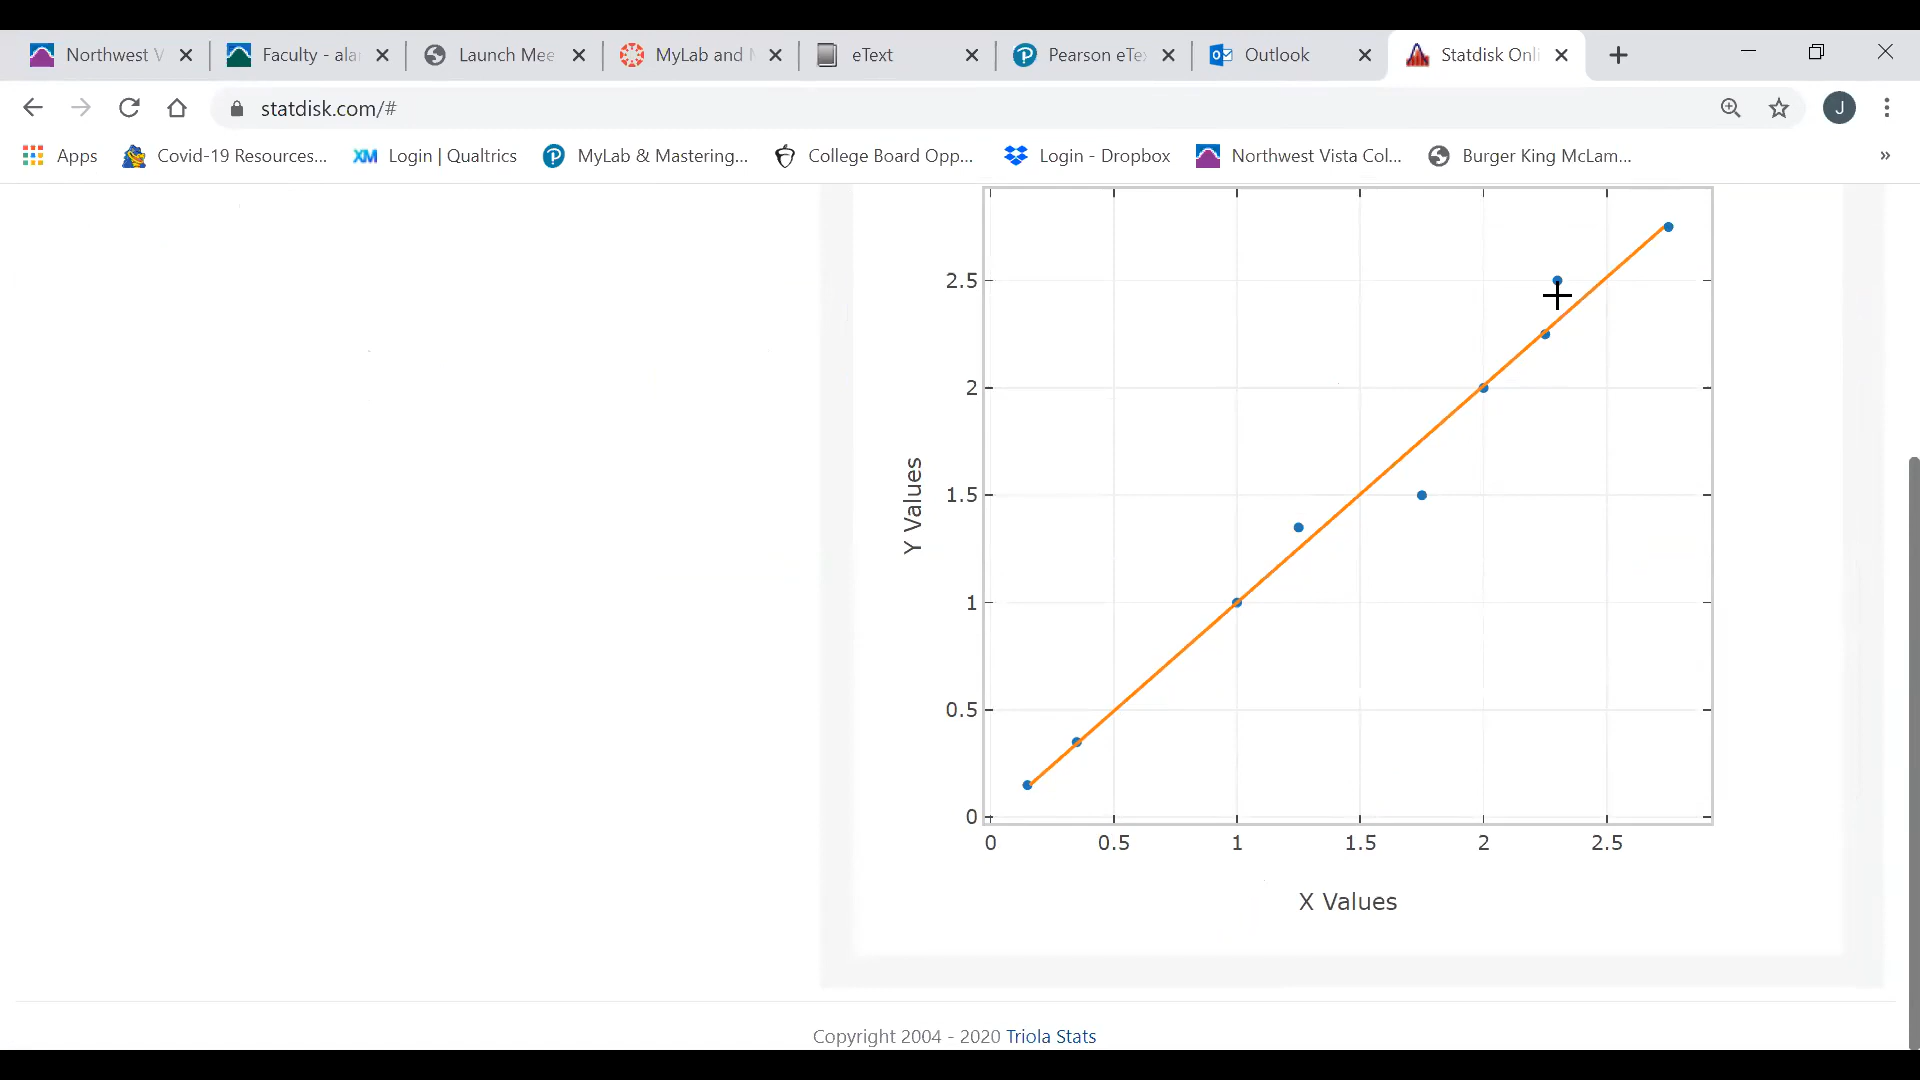 Northwest V
Faculty - alar
Launch Mee
MyLab and M
eText
Pearson eTex
Outlook
Statdisk Onli
statdisk.com/#
J
Apps
Covid-19 Resources...
XM Login | Qualtrics
MyLab & Mastering...
College Board Opp...
Login - Dropbox
Northwest Vista Col...
Burger King McLam...
»
2.5
2
1.5
1
0.5
0
Y Values
0 0.5 1 1.5 2 2.5
X Values
Copyright 2004 - 2020 Triola Stats